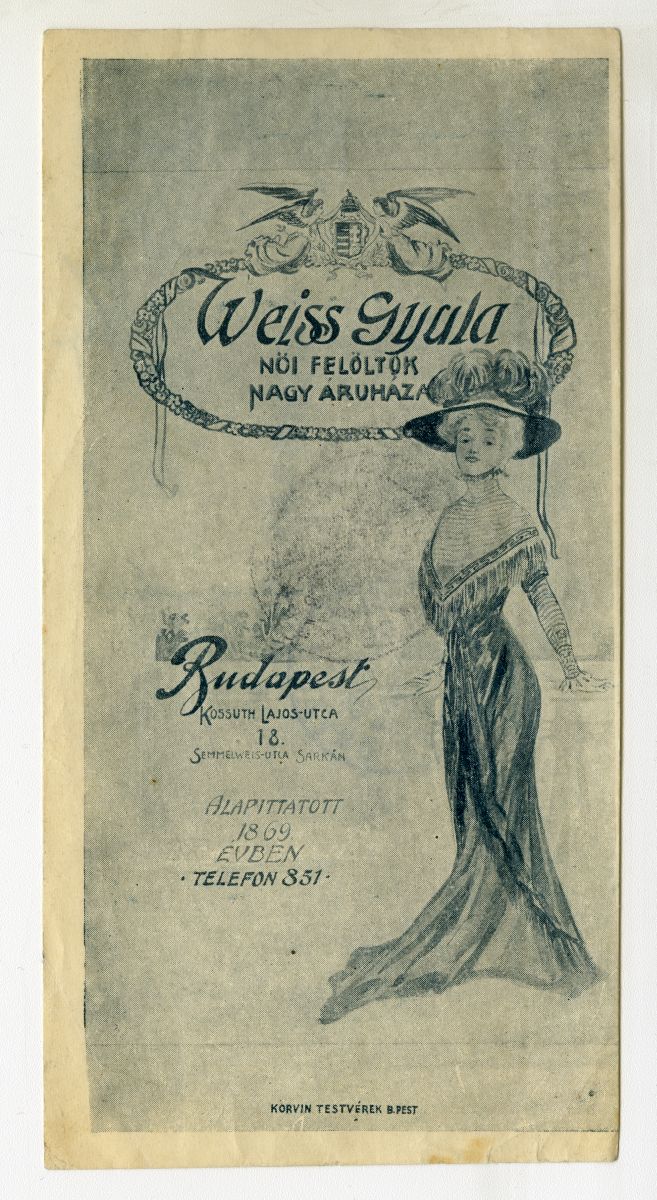 Weiss Gyula
NÖI FELÖLTŐK
NAGY ÁRUHÁZA
Budapest
KOSSUTH LAJOS-UTCA
18.
SEMMELWEIS-UTCA SARKÁN
ALAPITTATOTT
1869
ÉVBEN
· TELEFON 851 ·
KORVIN TESTVÉREK B.PEST